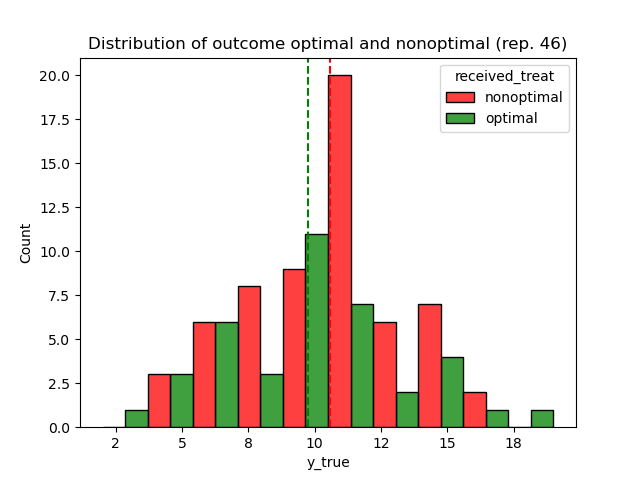 Distribution of outcome optimal and nonoptimal (rep. 46)
received_treat
nonoptimal
optimal
20.0
17.5
15.0
12.5
10.0
7.5
5.0
2.5
0.0
Count
2 5 8 10 12 15 18
y_true